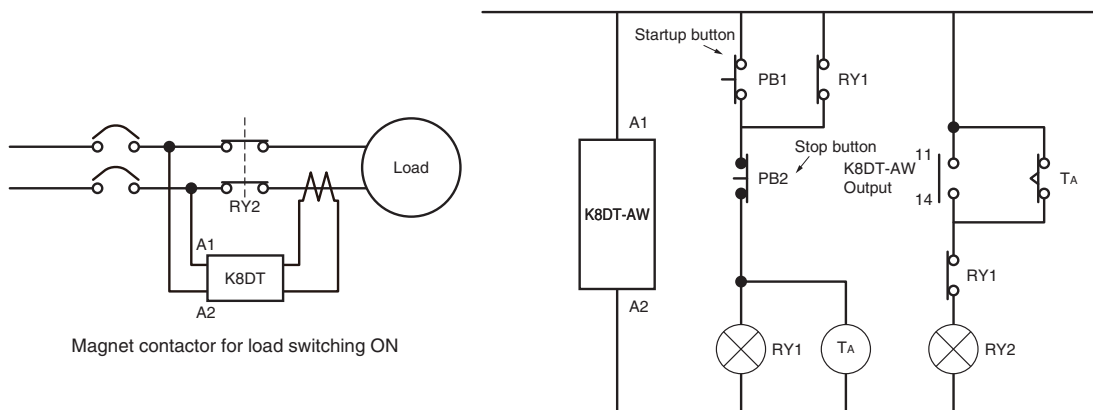 Load
RY2
A1
K8DT
A2
Magnet contactor for load switching ON
Startup button
PB1
RY1
A1
K8DT-AW
A2
Stop button
PB2
11
K8DT-AW
Output
14
TA
RY1
RY1
TA
RY2